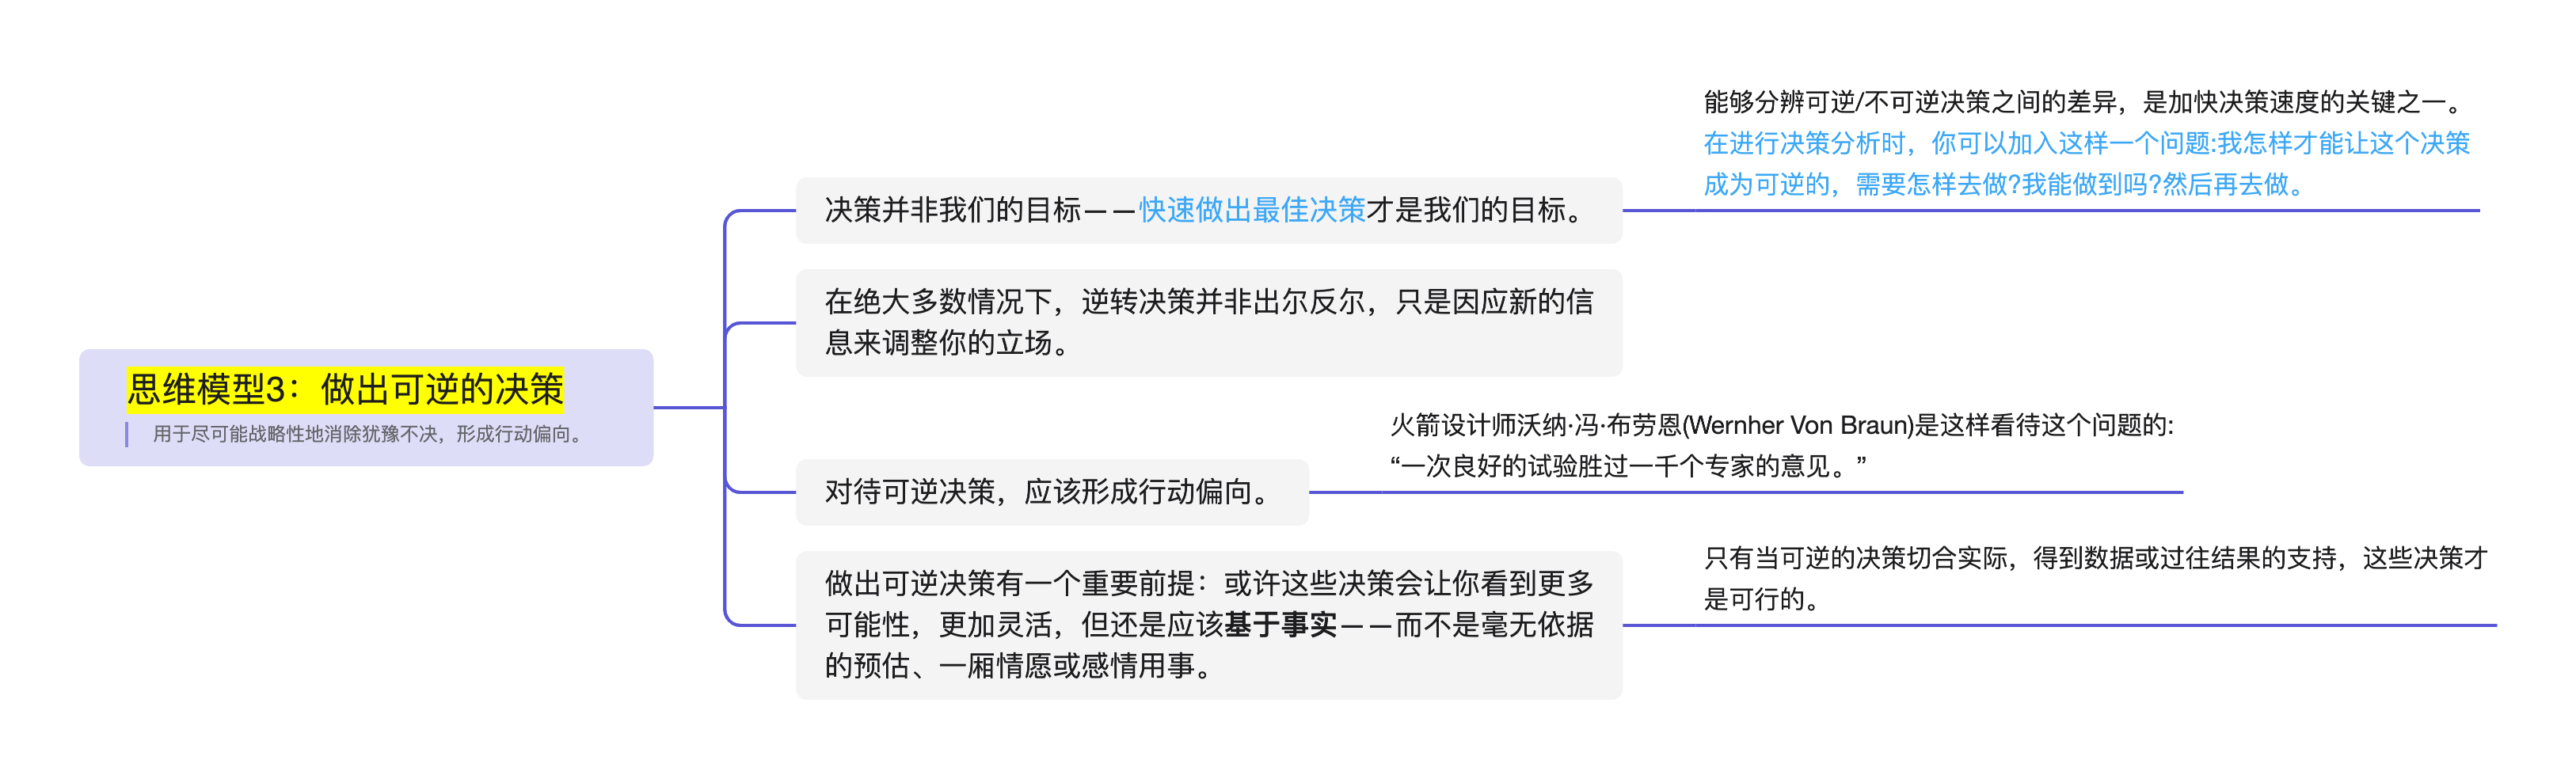 思维模型3：做出可逆的决策
用于尽可能战略性地消除犹豫不决，形成行动偏向。
决策并非我们的目标——快速做出最佳决策才是我们的目标。
能够分辨可逆/不可逆决策之间的差异，是加快决策速度的关键之一。
在进行决策分析时，你可以加入这样一个问题:我怎样才能让这个决策
成为可逆的，需要怎样去做?我能做到吗?然后再去做。
在绝大多数情况下，逆转决策并非出尔反尔，只是因应新的信
息来调整你的立场。
对待可逆决策，应该形成行动偏向。
火箭设计师沃纳·冯·布劳恩(Wernher Von Braun)是这样看待这个问题的:
“一次良好的试验胜过一千个专家的意见。”
做出可逆决策有一个重要前提：或许这些决策会让你看到更多
可能性，更加灵活，但还是应该基于事实——而不是毫无依据
的预估、一厢情愿或感情用事。
只有当可逆的决策切合实际，得到数据或过往结果的支持，这些决策才
是可行的。